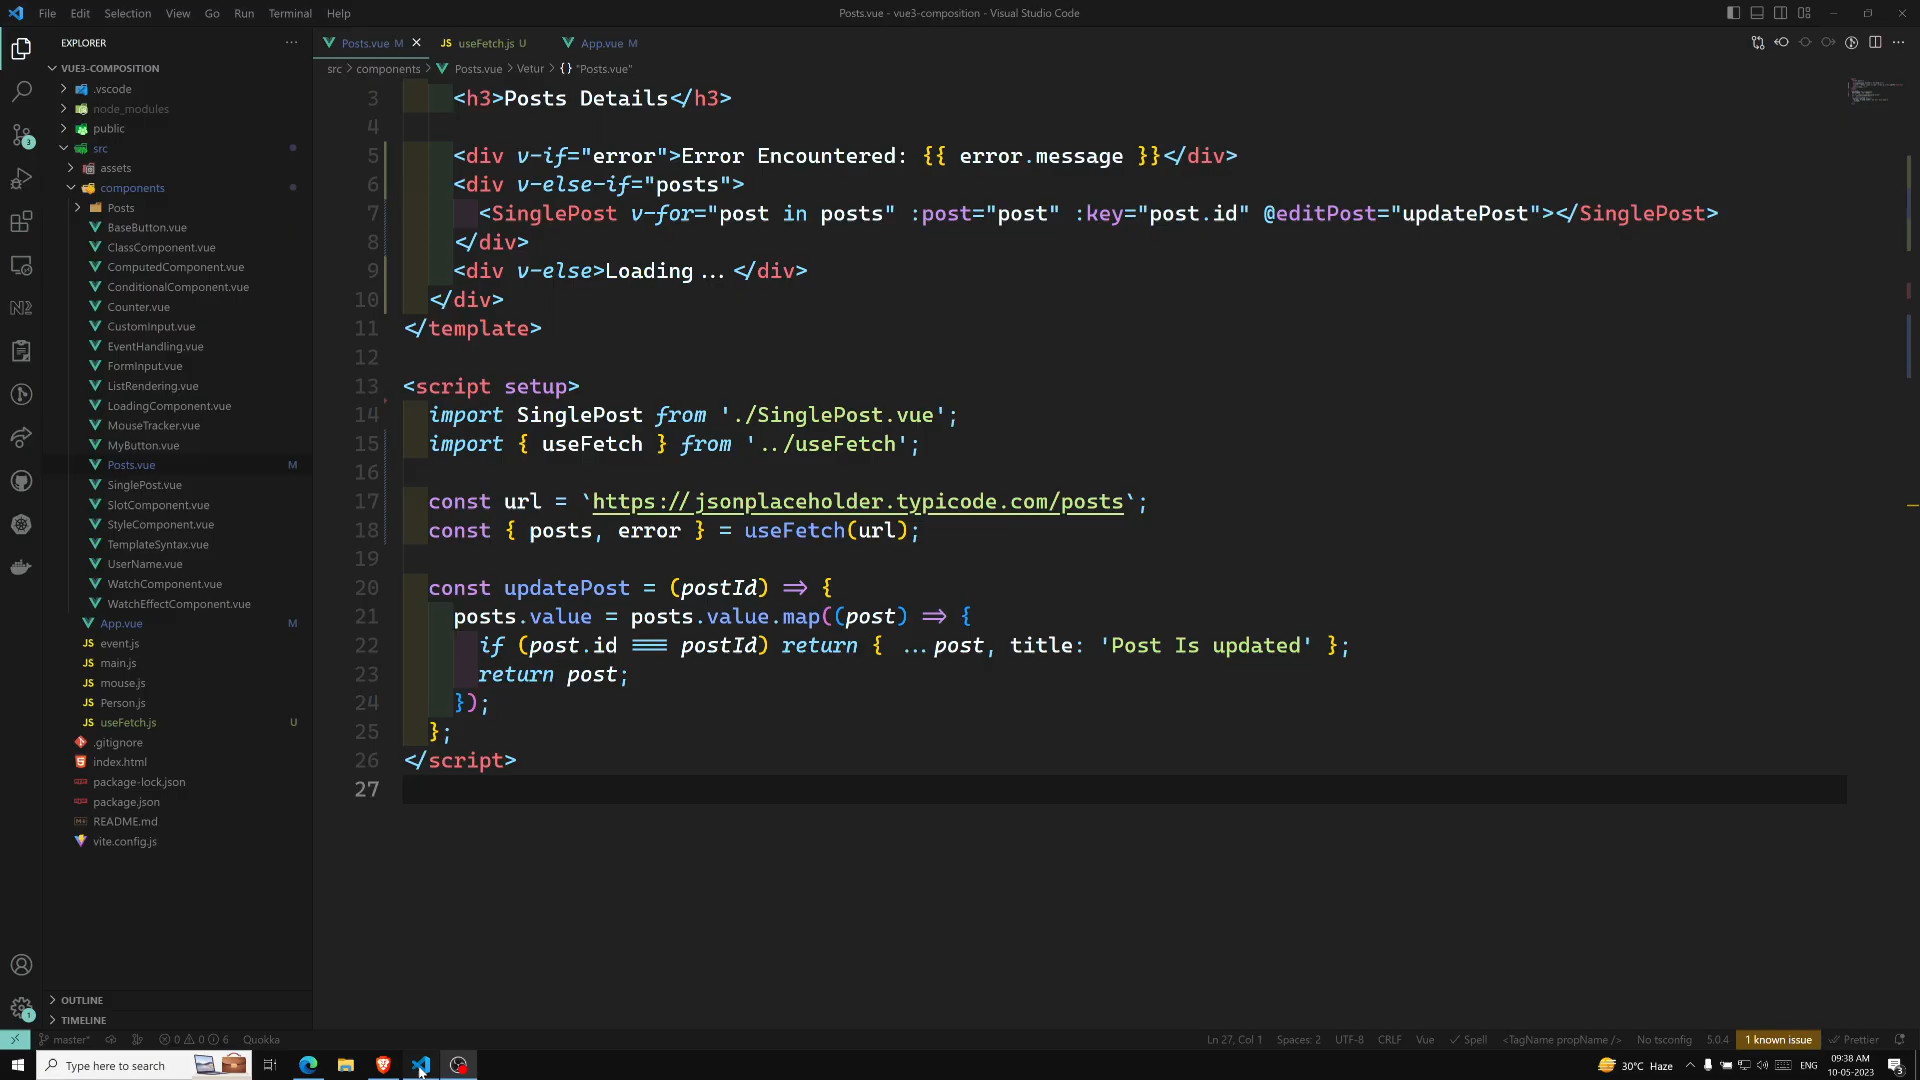 File Edit Selection View Go Run Terminal Help
Posts.vue - vue3-composition - Visual Studio Code
EXPLORER
Posts.vue M
JS useFetch.js U
App.vue M
VUE3-COMPOSITION
src > components > Posts.vue > Vetur > {} "Posts.vue"
.vscode
node_modules
public
src
assets
components
Posts
BaseButton.vue
ClassComponent.vue
ComputedComponent.vue
ConditionalComponent.vue
Counter.vue
CustomInput.vue
EventHandling.vue
FormInput.vue
ListRendering.vue
LoadingComponent.vue
MouseTracker.vue
MyButton.vue
Posts.vue M
SinglePost.vue
SlotComponent.vue
StyleComponent.vue
TemplateSyntax.vue
UserName.vue
WatchComponent.vue
WatchEffectComponent.vue
App.vue M
JS event.js
JS main.js
JS mouse.js
JS Person.js
JS useFetch.js U
.gitignore
index.html
package-lock.json
package.json
README.md
vite.config.js
OUTLINE
TIMELINE
3 <h3>Posts Details</h3>
4
5 <div v-if="error">Error Encountered: {{ error.message }}</div>
6 <div v-else-if="posts">
7 <SinglePost v-for="post in posts" :post="post" :key="post.id" @editPost="updatePost"></SinglePost>
8 </div>
9 <div v-else>Loading...</div>
10 </div>
11 </template>
12
13 <script setup>
14 import SinglePost from './SinglePost.vue';
15 import { useFetch } from '../useFetch';
16
17 const url = `https://jsonplaceholder.typicode.com/posts`;
18 const { posts, error } = useFetch(url);
19
20 const updatePost = (postId) => {
21 posts.value = posts.value.map((post) => {
22 if (post.id === postId) return { ...post, title: 'Post Is updated' };
23 return post;
24 });
25 };
26 </script>
27
master* 0 0 6 Quokka
Ln 27, Col 1 Spaces: 2 UTF-8 CRLF Vue Spell <TagName propName /> No tsconfig 5.0.4 1 known issue Prettier
Type here to search
30°C Haze ENG 09:38 AM
10-05-2023
3